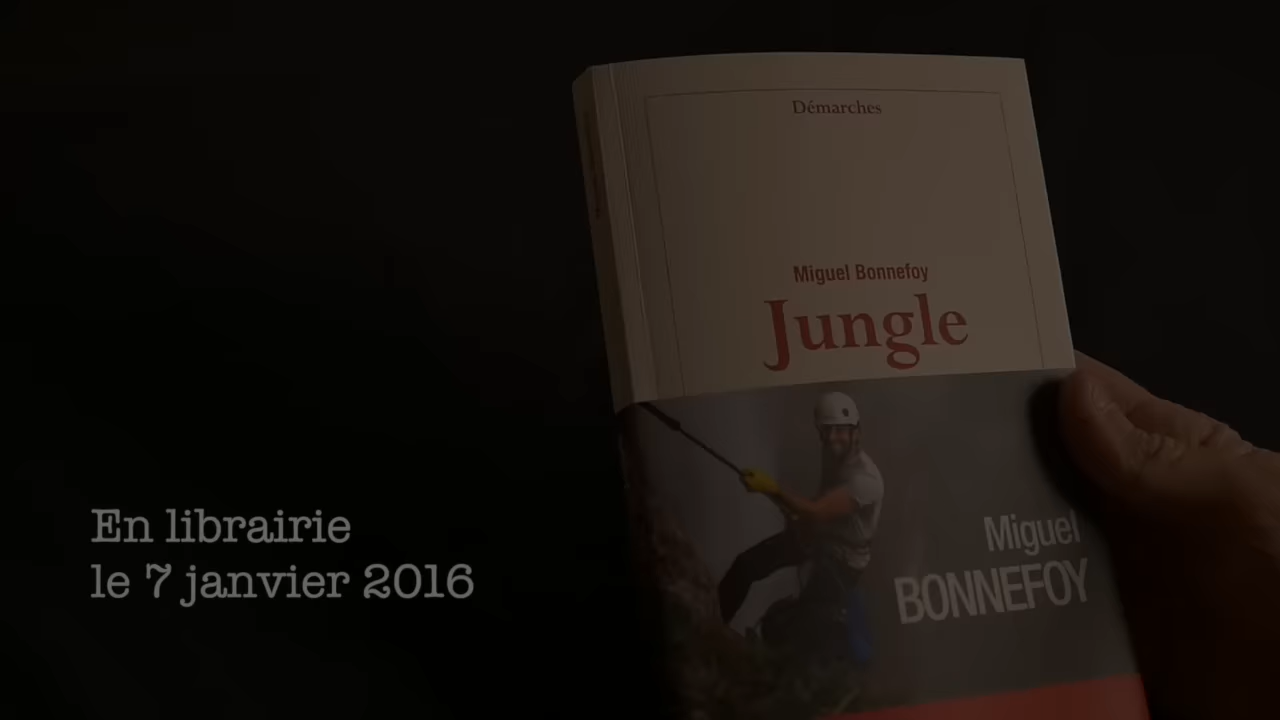 Démarches
Miguel Bonnefoy
Jungle
Miguel
BONNEFOY
En librairie
le 7 janvier 2016